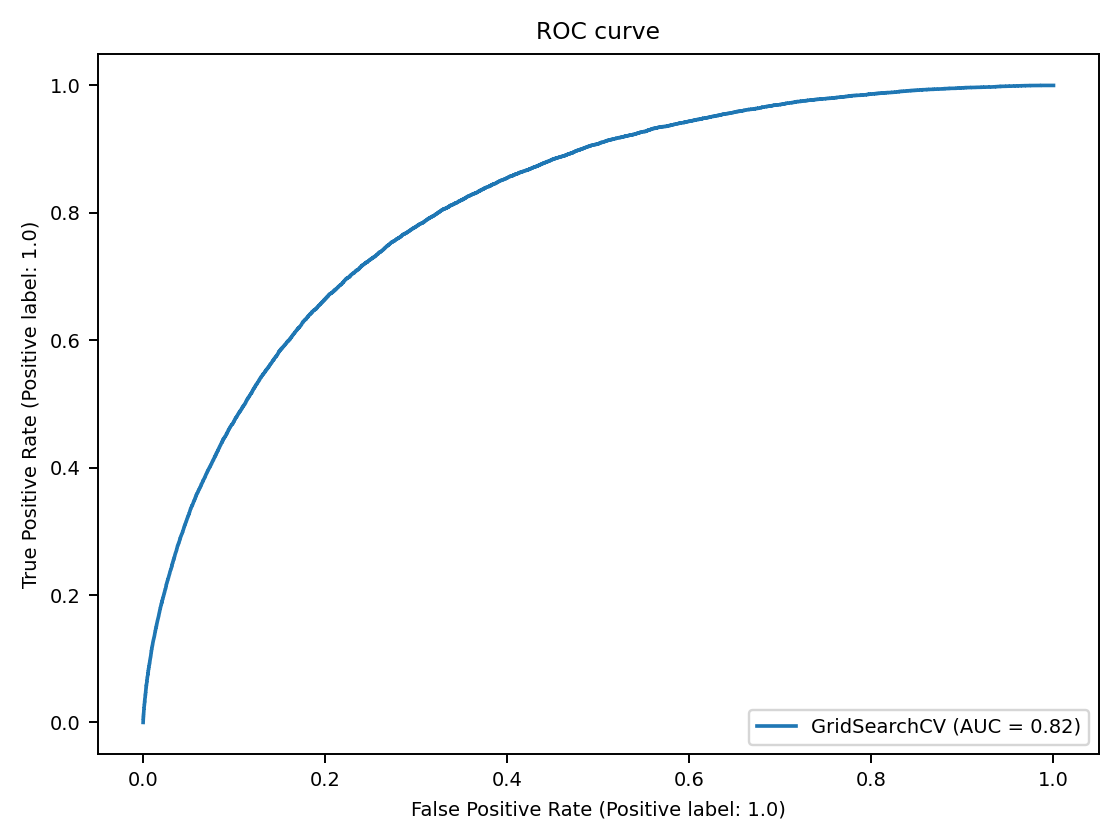 ROC curve
True Positive Rate (Positive label: 1.0)
1.0
0.8
0.6
0.4
0.2
0.0
GridSearchCV (AUC = 0.82)
0.0 0.2 0.4 0.6 0.8 1.0
False Positive Rate (Positive label: 1.0)